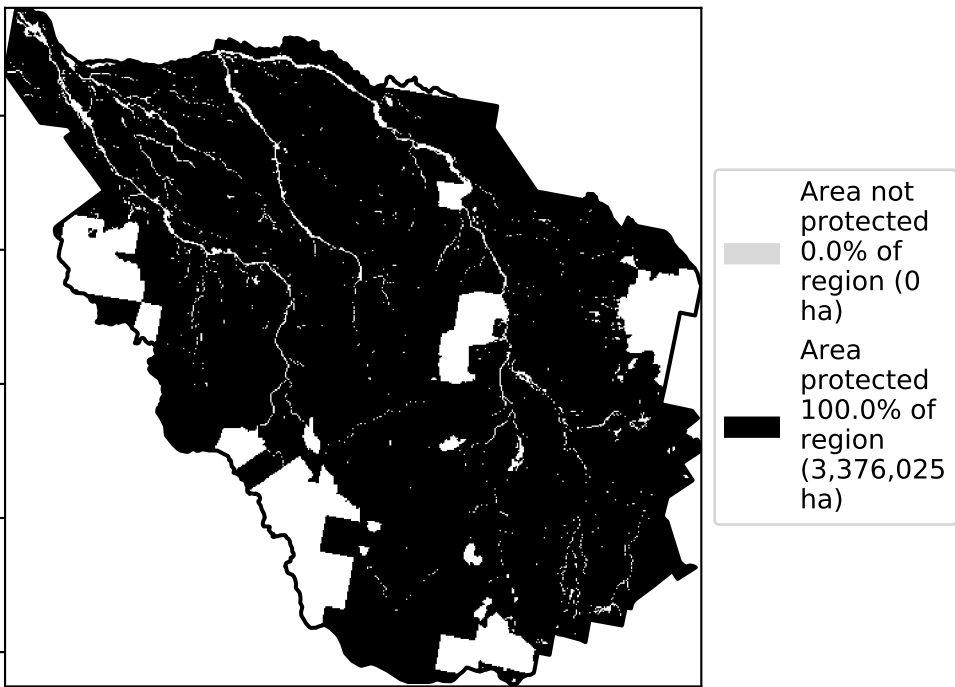 Area not
protected
0.0% of
region (0
ha)
Area
protected
100.0% of
region
(3,376,025
ha)